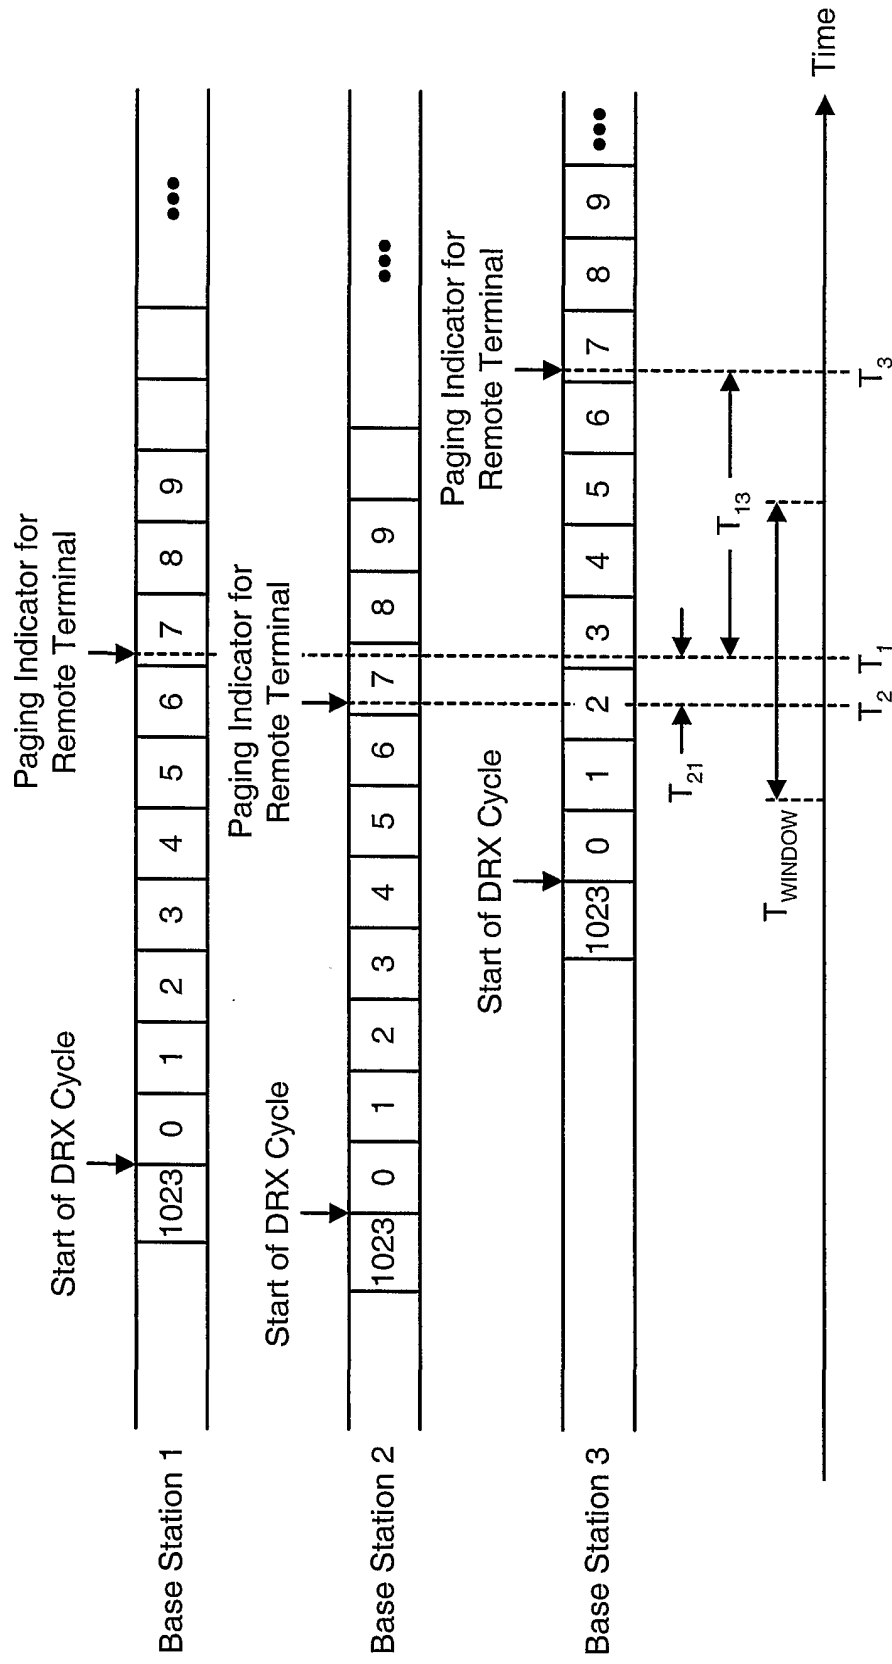 Paging Indicator for
Remote Terminal
Start of DRX Cycle
Base Station 1
1023 0 1 2 3 4 5 6 7 8 9 •••
Paging Indicator for
Remote Terminal
Start of DRX Cycle
Base Station 2
1023 0 1 2 3 4 5 6 7 8 9 •••
Paging Indicator for
Remote Terminal
Start of DRX Cycle
Base Station 3
1023 0 1 2 3 4 5 6 7 8 9 •••
T21
T13
TWINDOW
Time
T2 T1 T3